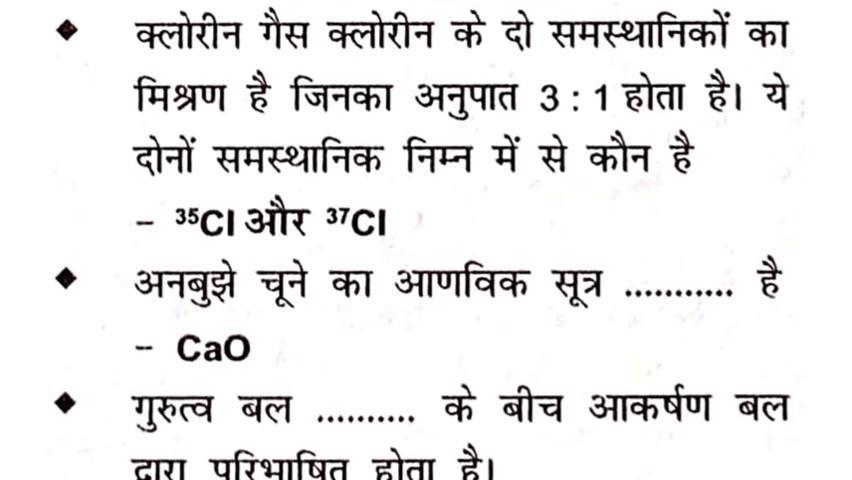 ◆ क्लोरीन गैस क्लोरीन के दो समस्थानिकों का
मिश्रण है जिनका अनुपात 3 : 1 होता है। ये
दोनों समस्थानिक निम्न में से कौन है
– ³⁵Cl और ³⁷Cl
◆ अनबुझे चूने का आणविक सूत्र ........... है
– CaO
◆ गुरुत्व बल .......... के बीच आकर्षण बल
द्वारा परिभाषित होता है।